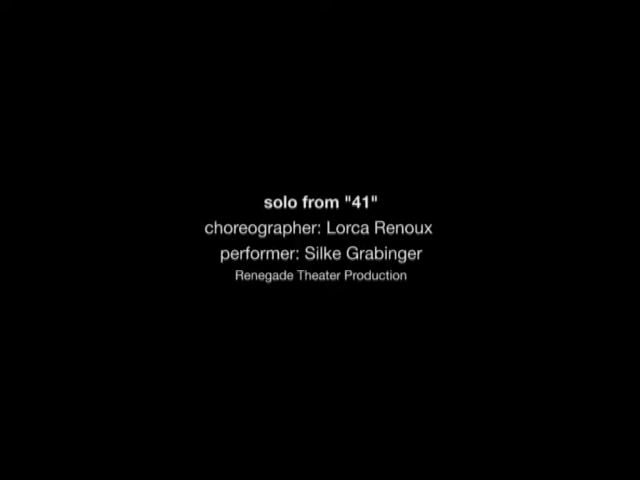 solo from "41"
choreographer: Lorca Renoux
performer: Silke Grabinger
Renegade Theater Production